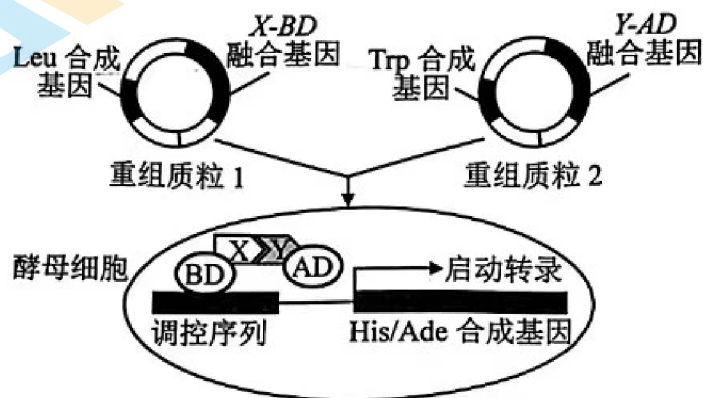 X-BD
Leu 合成
基因
融合基因
Y-AD
Trp 合成
基因
融合基因
重组质粒 1
重组质粒 2
酵母细胞
X
Y
BD
AD
启动转录
调控序列
His/Ade 合成基因